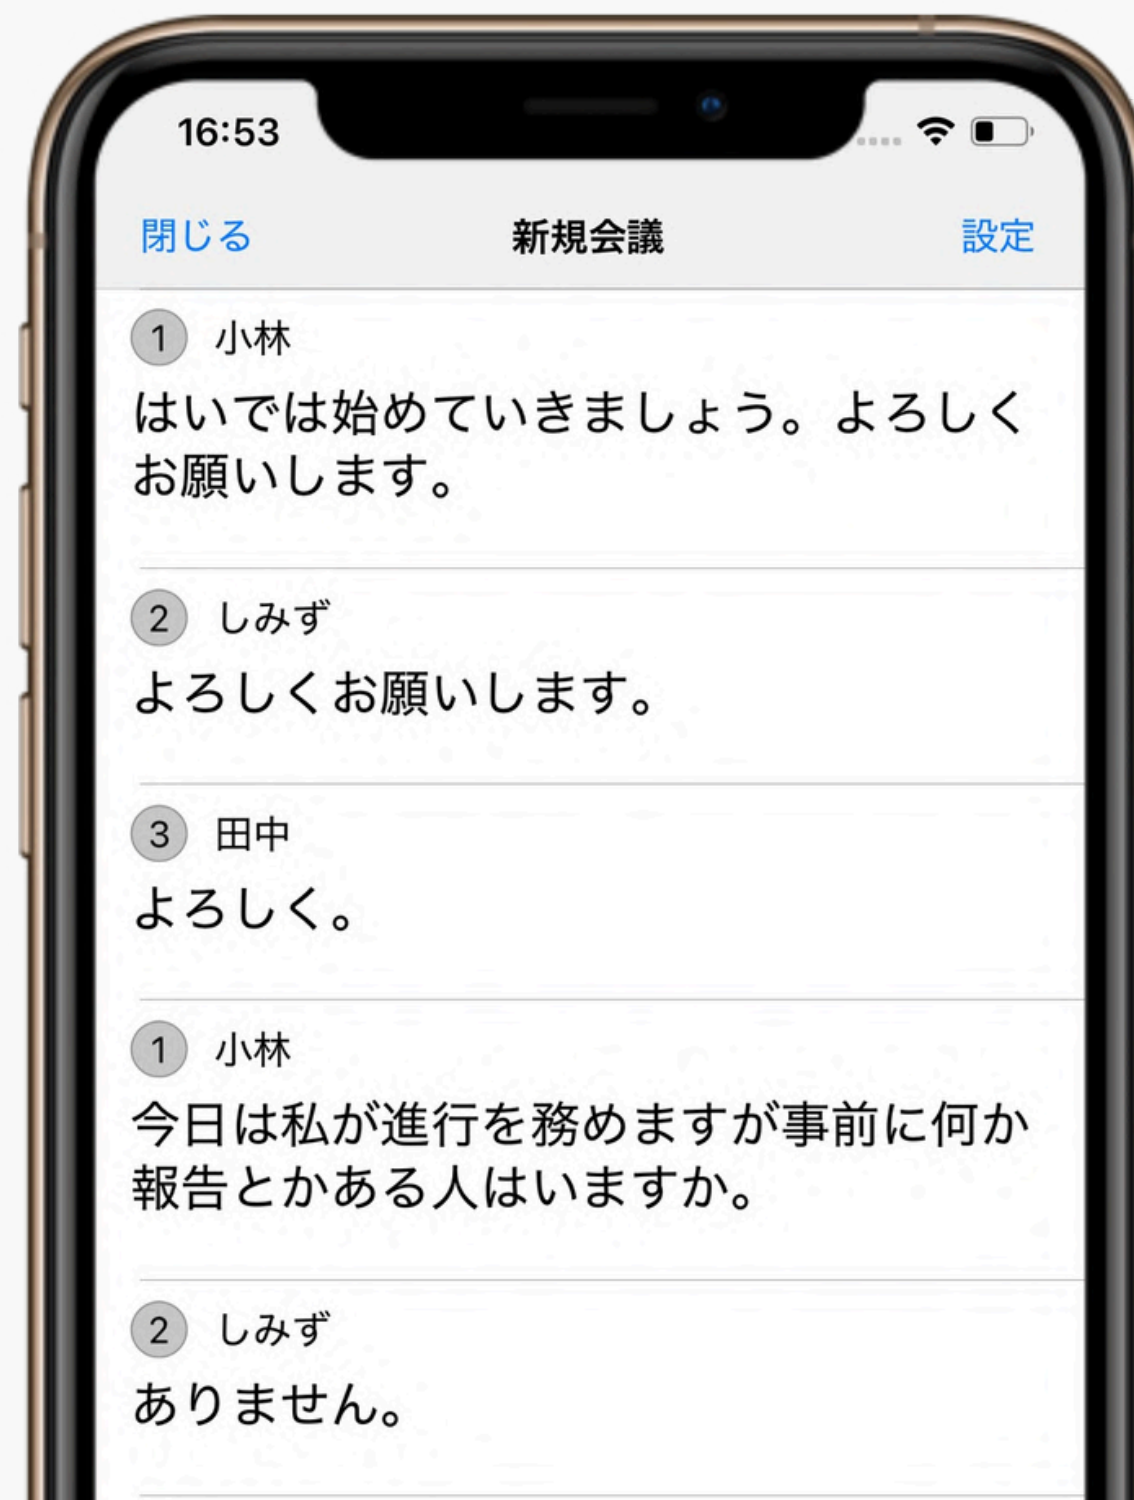 16:53
閉じる 新規会議 設定
1 小林
はいでは始めていきましょう。よろしく
お願いします。
2 しみず
よろしくお願いします。
3 田中
よろしく。
1 小林
今日は私が進行を務めますが事前に何か
報告とかある人はいますか。
2 しみず
ありません。